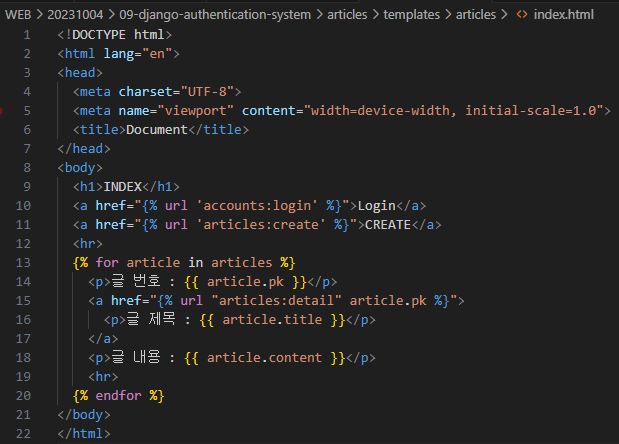 WEB > 20231004 > 09-django-authentication-system > articles > templates > articles > <> index.html
1 <!DOCTYPE html>
2 <html lang="en">
3 <head>
4   <meta charset="UTF-8">
5   <meta name="viewport" content="width=device-width, initial-scale=1.0">
6   <title>Document</title>
7 </head>
8 <body>
9   <h1>INDEX</h1>
10   <a href="{% url 'accounts:login' %}">Login</a>
11   <a href="{% url 'articles:create' %}">CREATE</a>
12   <hr>
13   {% for article in articles %}
14     <p>글 번호 : {{ article.pk }}</p>
15     <a href="{% url "articles:detail" article.pk %}">
16       <p>글 제목 : {{ article.title }}</p>
17     </a>
18     <p>글 내용 : {{ article.content }}</p>
19     <hr>
20   {% endfor %}
21 </body>
22 </html>